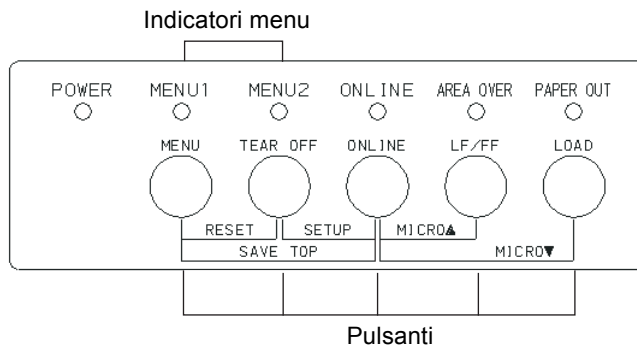 Indicatori menu
POWER MENU1 MENU2 ONLINE AREA OVER PAPER OUT
MENU TEAR OFF ONLINE LF/FF LOAD
RESET SETUP MICRO▲
SAVE TOP MICRO▼
Pulsanti